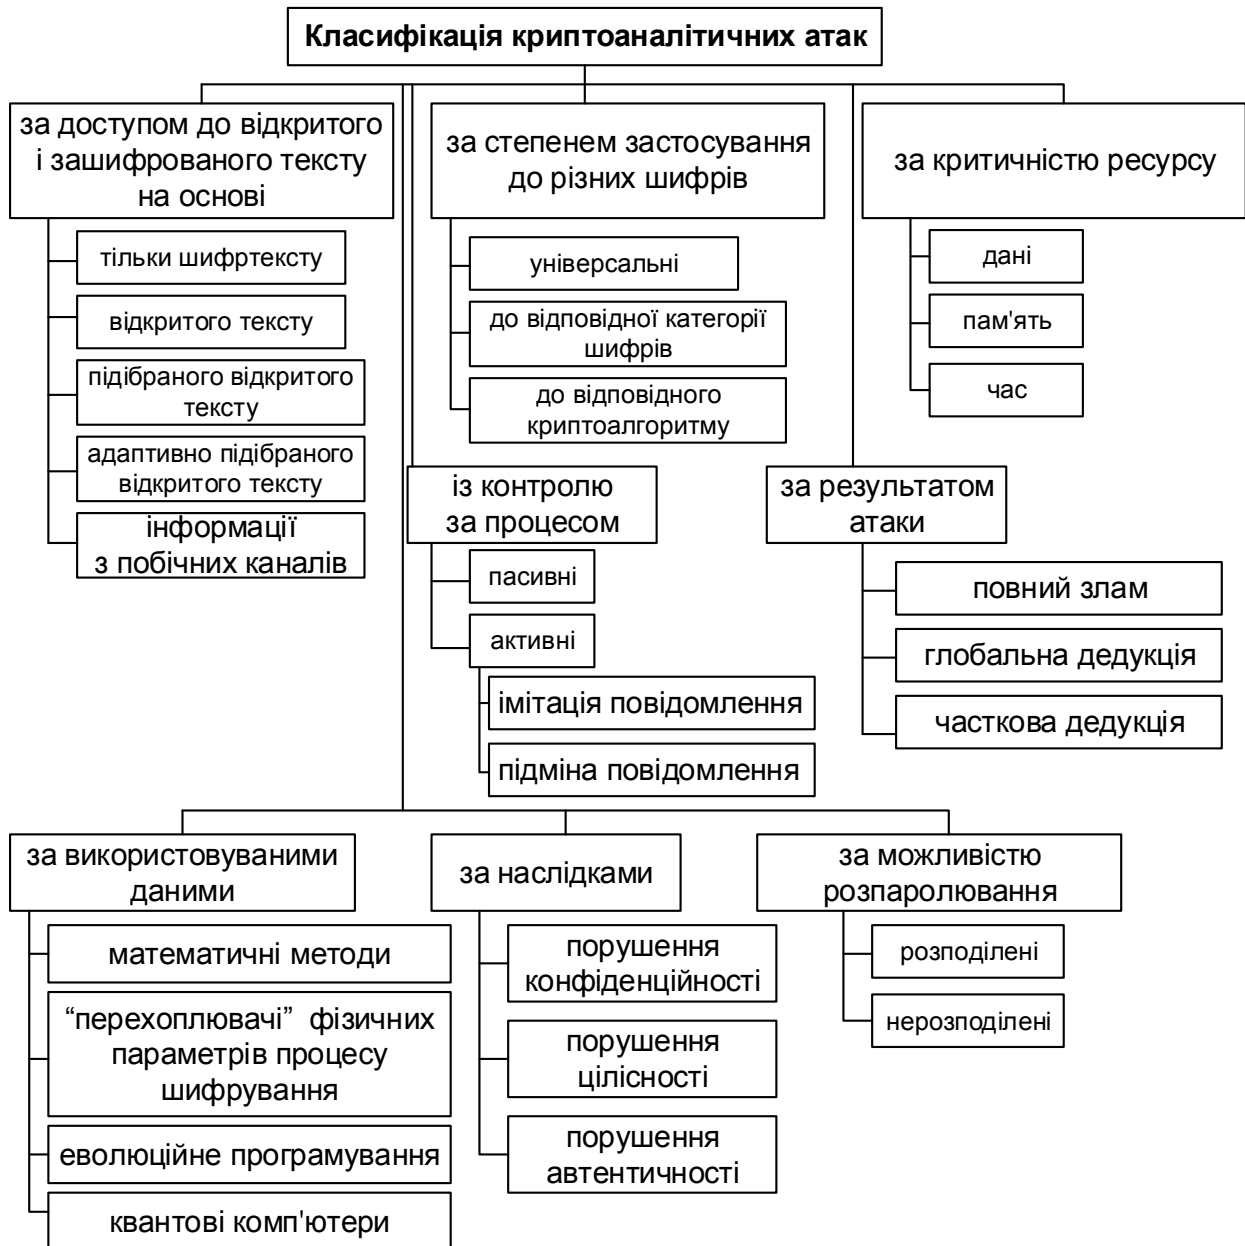 Класифікація криптоаналітичних атак
за доступом до відкритого
і зашифрованого тексту
на основі
тільки шифртексту
відкритого тексту
підібраного відкритого
тексту
адаптивно підібраного
відкритого тексту
інформації
з побічних каналів
за степенем застосування
до різних шифрів
універсальні
до відповідної категорії
шифрів
до відповідного
криптоалгоритму
за критичністю ресурсу
дані
пам'ять
час
із контролю
за процесом
пасивні
активні
імітація повідомлення
підміна повідомлення
за результатом
атаки
повний злам
глобальна дедукція
часткова дедукція
за використовуваними
даними
математичні методи
“перехоплювачі” фізичних
параметрів процесу
шифрування
еволюційне програмування
квантові комп'ютери
за наслідками
порушення
конфіденційності
порушення
цілісності
порушення
автентичності
за можливістю
розпаролювання
розподілені
нерозподілені